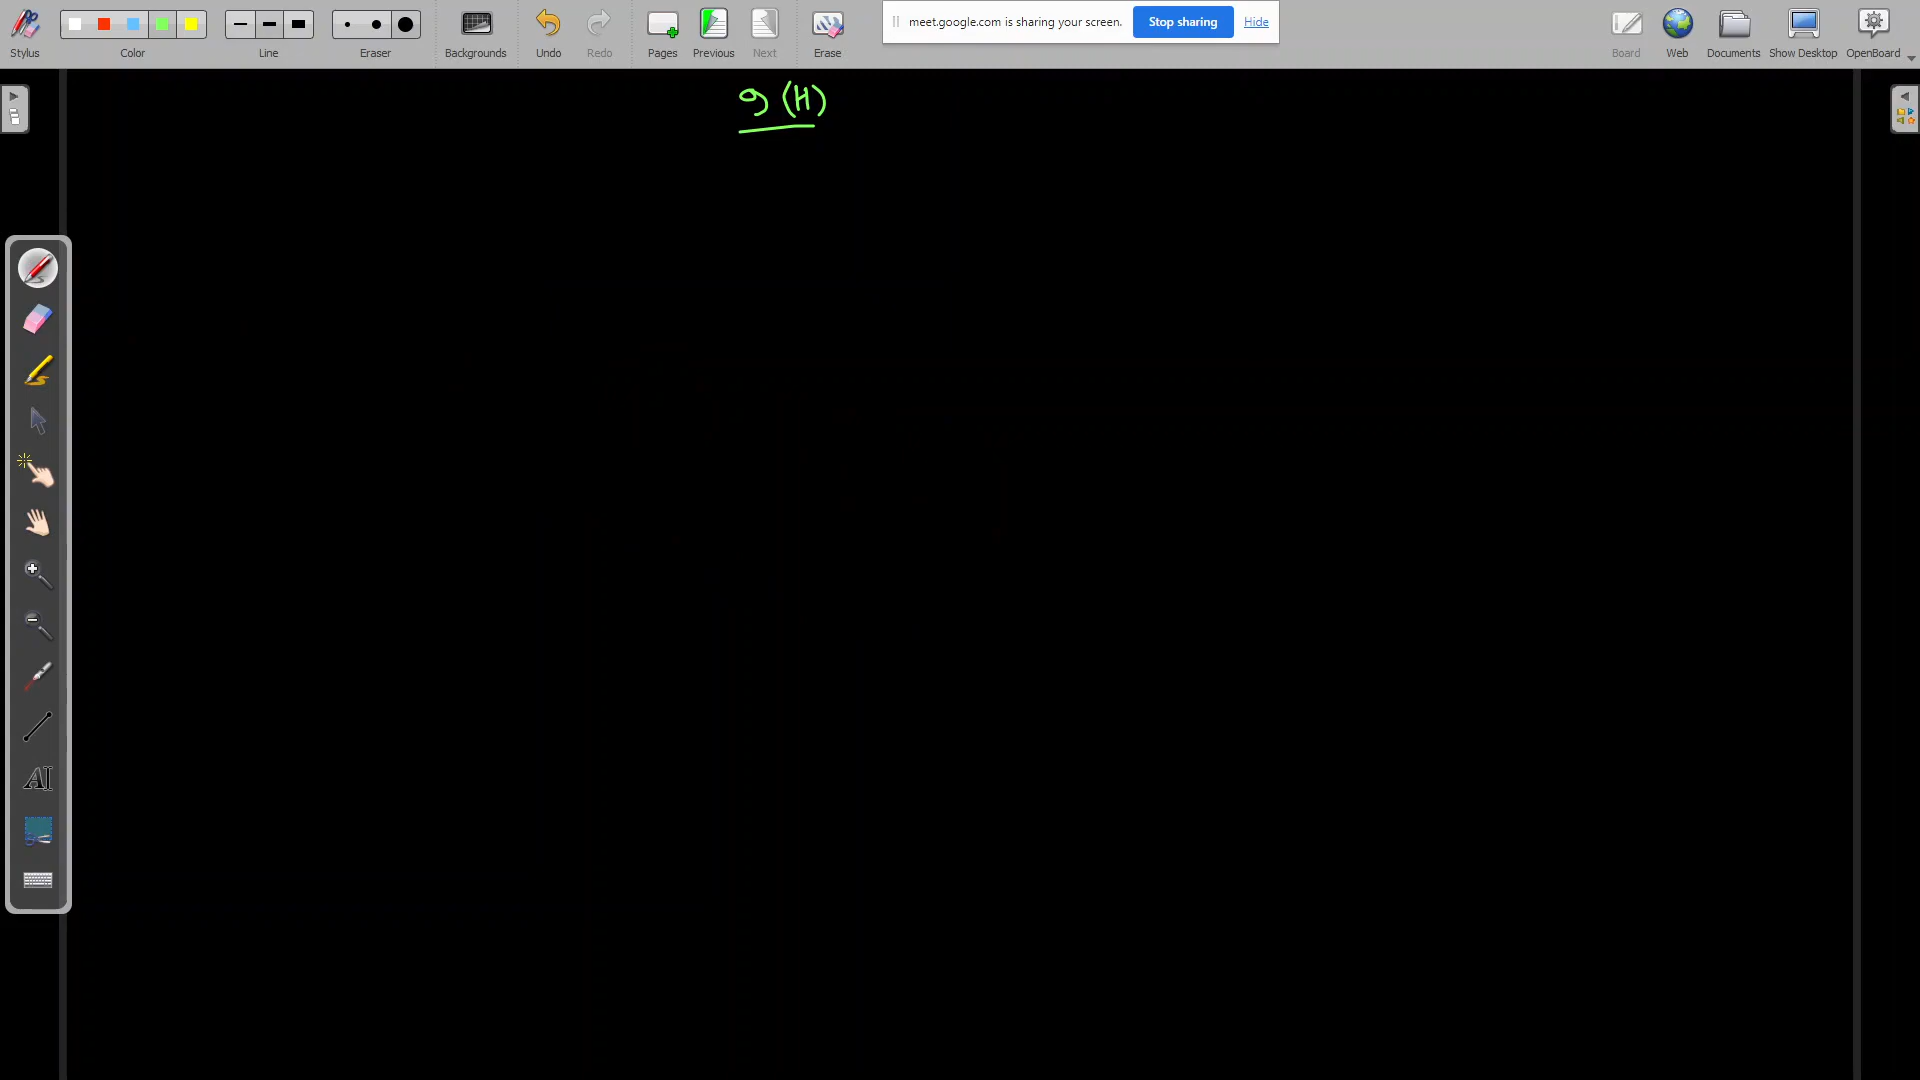 meet.google.com is sharing your screen. Stop sharing Hide
Stylus Color Line Eraser Backgrounds Undo Redo Pages Previous Next Erase Board Web Documents Show Desktop OpenBoard
9 (H)
AI